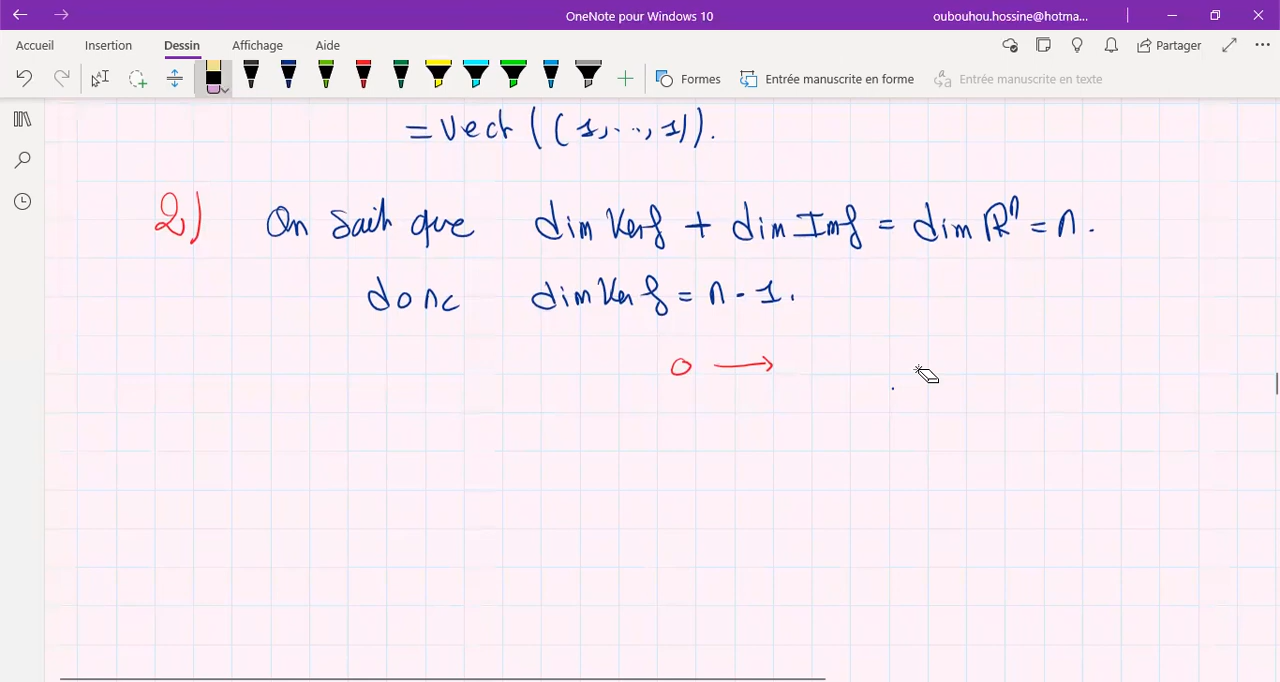 OneNote pour Windows 10
oubouhou.hossine@hotma...
Accueil Insertion Dessin Affichage Aide
Partager
Formes Entrée manuscrite en forme Entrée manuscrite en texte
= Vect ( ( 1, .., 1 ) ).
2) On sait que dim Ker f + dim Im f = dim ℝⁿ = n.
donc dim Ker f = n - 1.
0 →